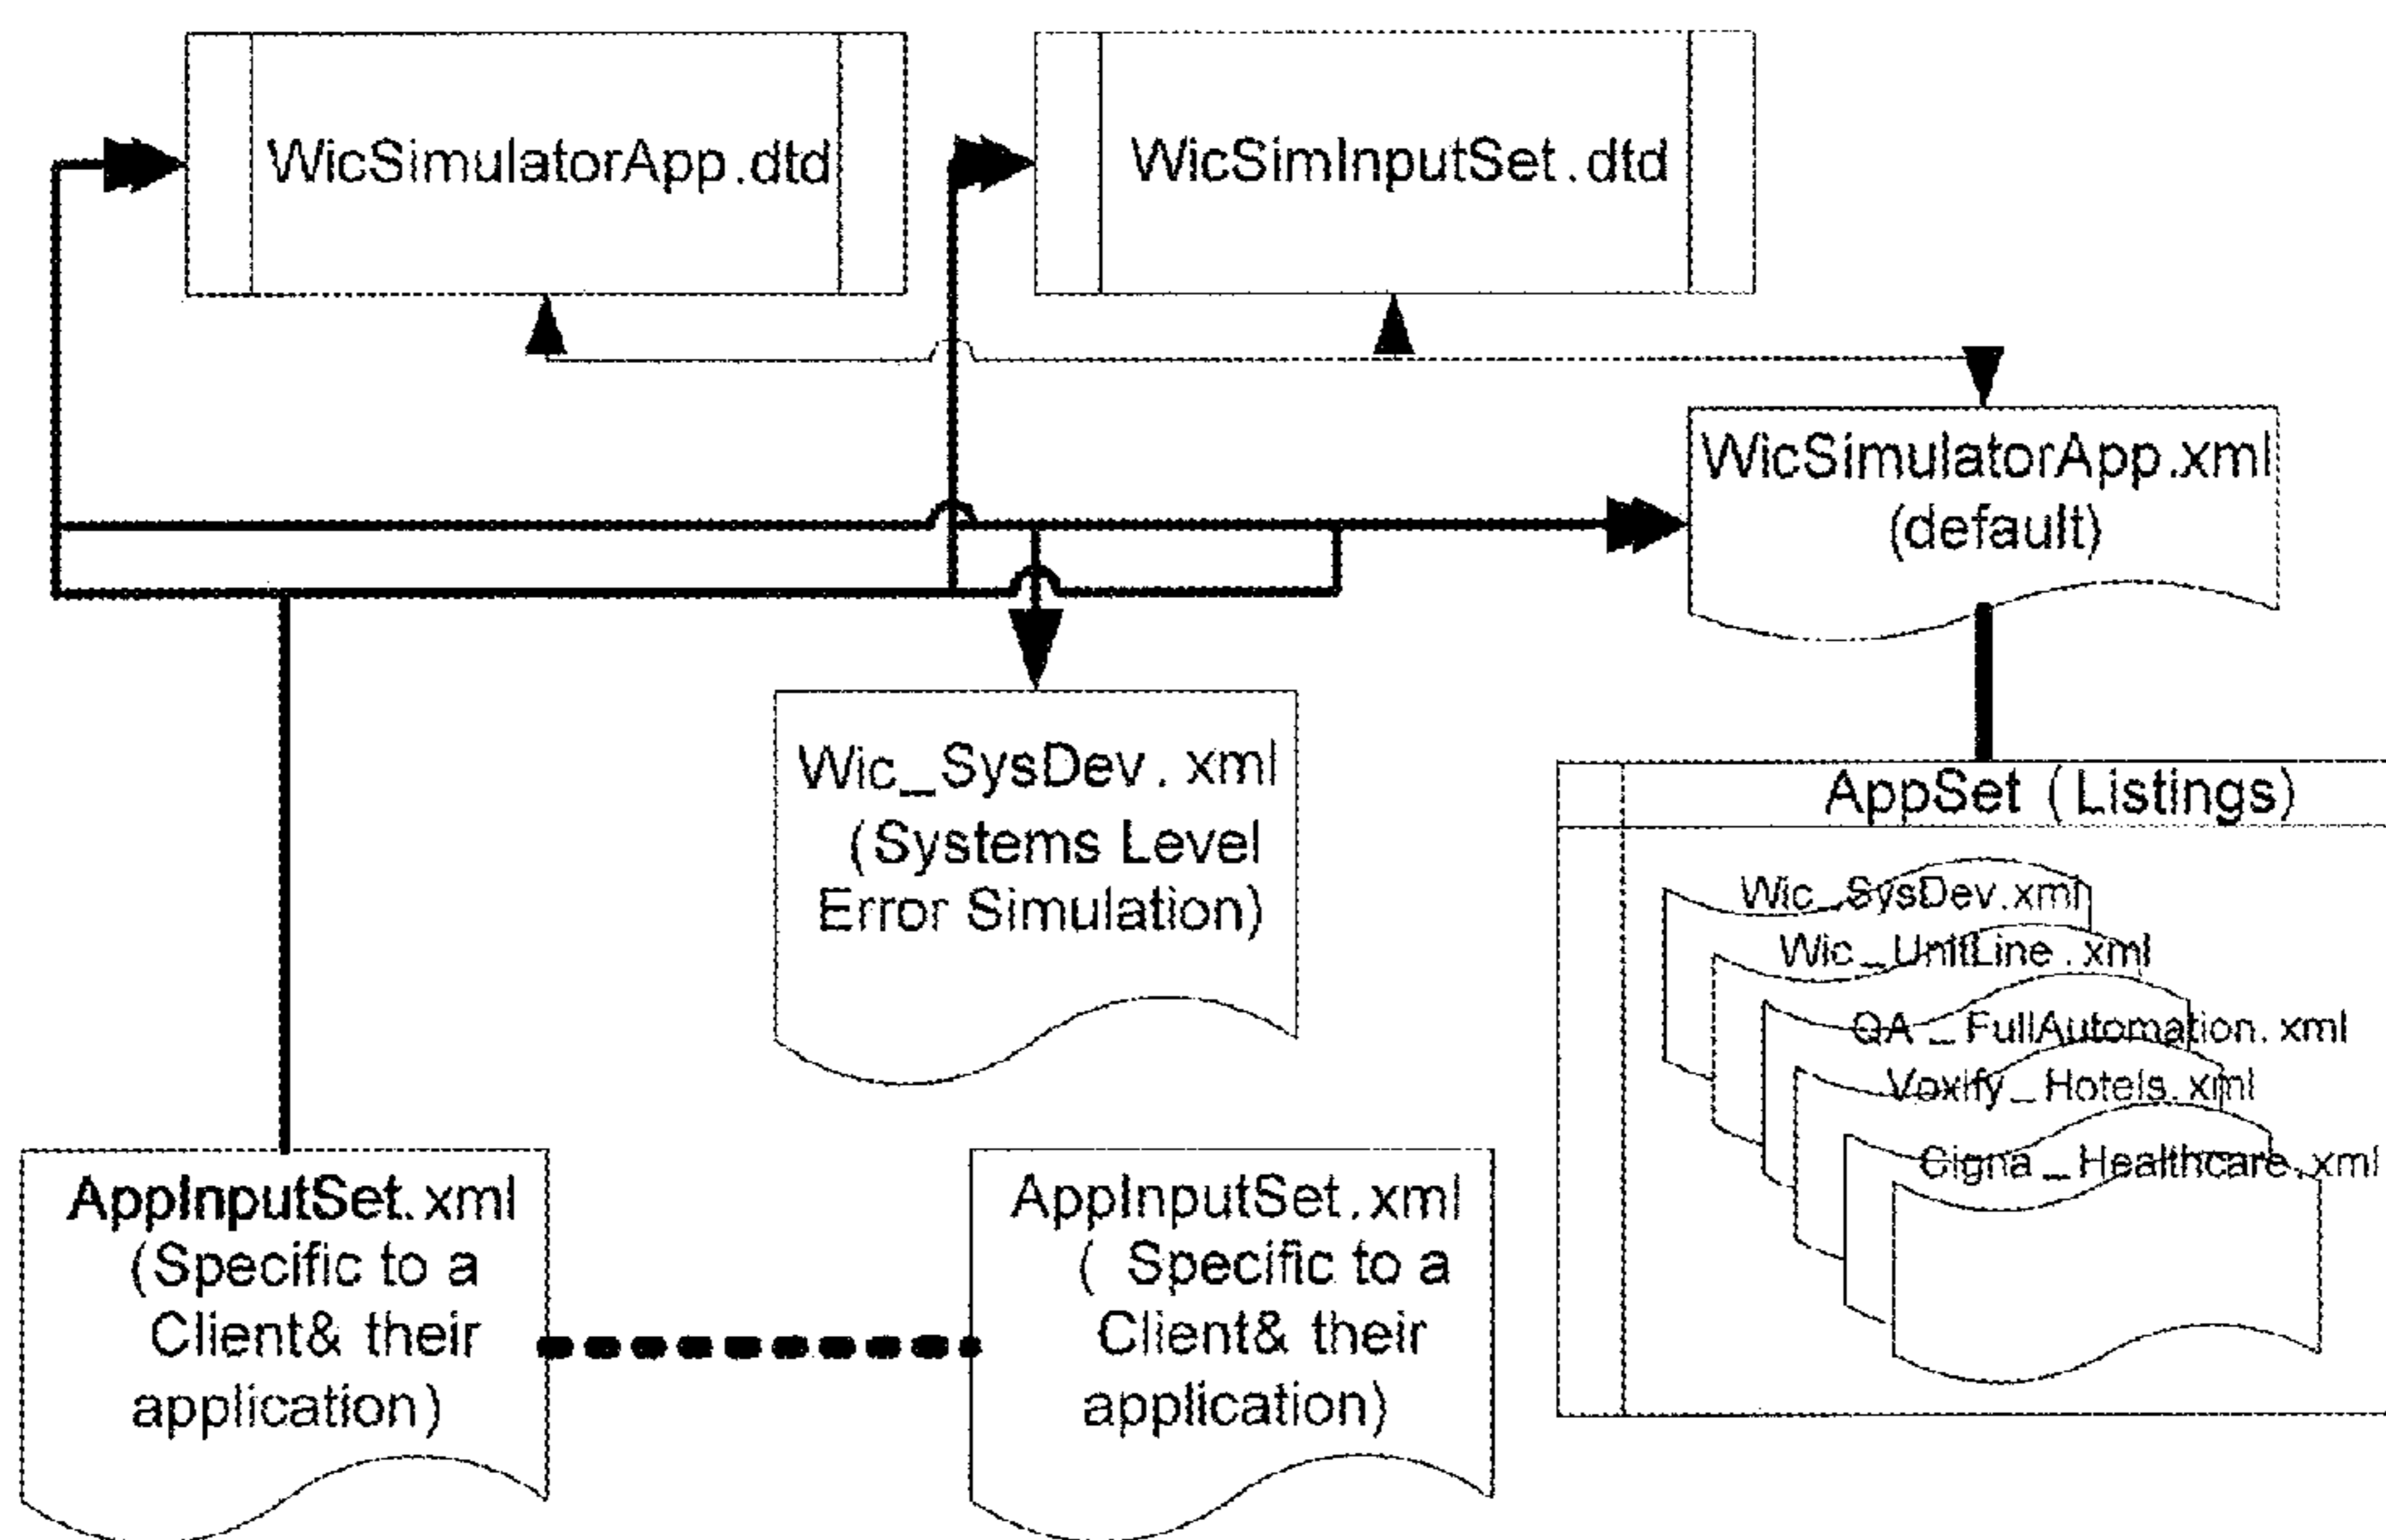 WicSimulatorApp.dtd
WicSimInputSet.dtd
WicSimulatorApp.xml
(default)
Wic_SysDev.xml
(Systems Level
Error Simulation)
AppSet (Listings)
Wic_SysDev.xml
Wic_UnitLine.xml
QA_FullAutomation.xml
Voxify_Hotels.xml
Cigna_Healthcare.xml
AppInputSet.xml
(Specific to a
Client& their
application)
AppInputSet.xml
( Specific to a
Client& their
application)